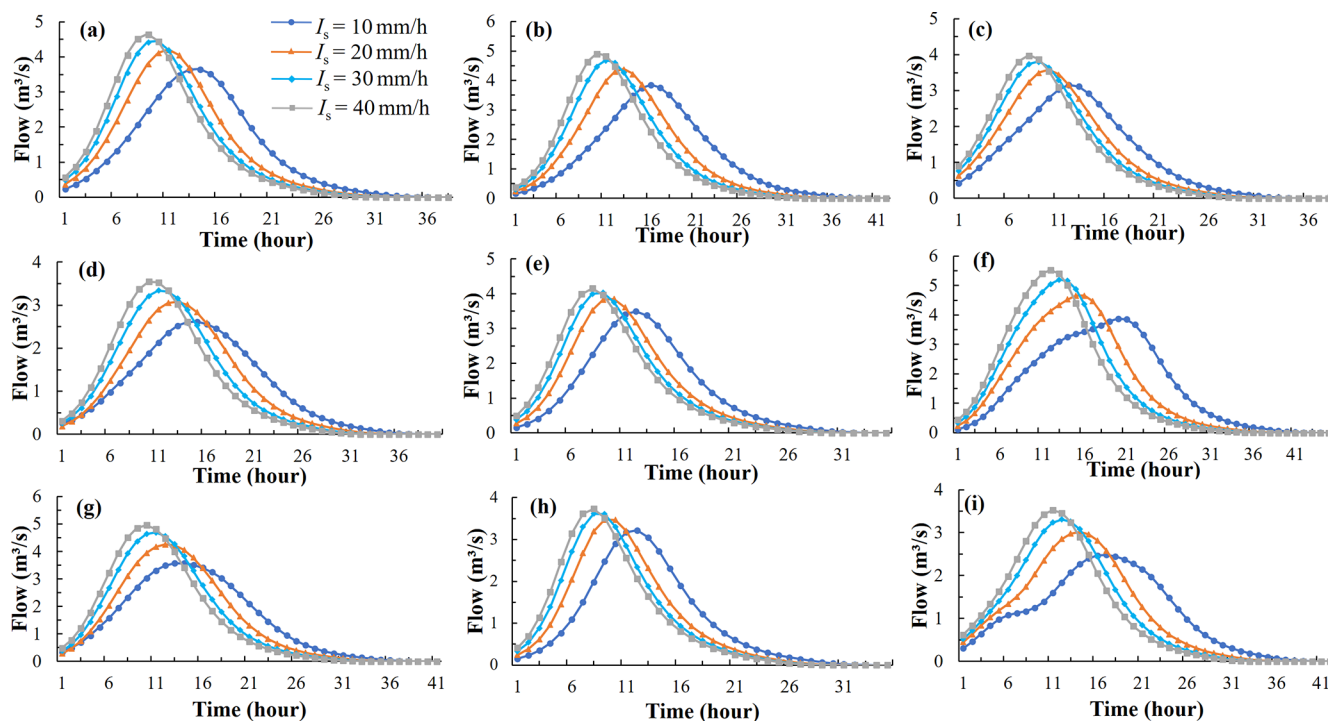 (a)
Is = 10 mm/h
Is = 20 mm/h
Is = 30 mm/h
Is = 40 mm/h
Flow (m³/s)
5
4
3
2
1
0
1 6 11 16 21 26 31 36
Time (hour)
(b)
Flow (m³/s)
6
5
4
3
2
1
0
1 6 11 16 21 26 31 36 41
Time (hour)
(c)
Flow (m³/s)
5
4
3
2
1
0
1 6 11 16 21 26 31 36
Time (hour)
(d)
Flow (m³/s)
4
3
2
1
0
1 6 11 16 21 26 31 36
Time (hour)
(e)
Flow (m³/s)
5
4
3
2
1
0
1 6 11 16 21 26 31
Time (hour)
(f)
Flow (m³/s)
6
5
4
3
2
1
0
1 6 11 16 21 26 31 36 41
Time (hour)
(g)
Flow (m³/s)
6
5
4
3
2
1
0
1 6 11 16 21 26 31 36 41
Time (hour)
(h)
Flow (m³/s)
4
3
2
1
0
1 6 11 16 21 26 31
Time (hour)
(i)
Flow (m³/s)
4
3
2
1
0
1 6 11 16 21 26 31 36 41
Time (hour)